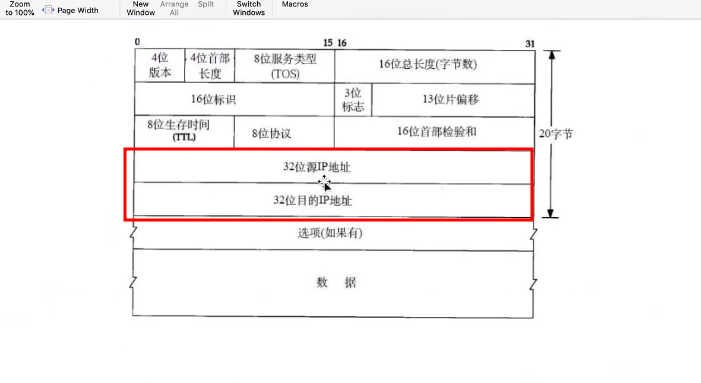 Zoom
to 100%
Page Width
New
Window
Arrange
All
Split
Switch
Windows
Macros
0
15 16
31
4位
版本
4位首部
长度
8位服务类型
(TOS)
16位总长度(字节数)
16位标识
3位
标志
13位片偏移
8位生存时间
(TTL)
8位协议
16位首部检验和
20字节
32位源IP地址
32位目的IP地址
选项(如果有)
数 据